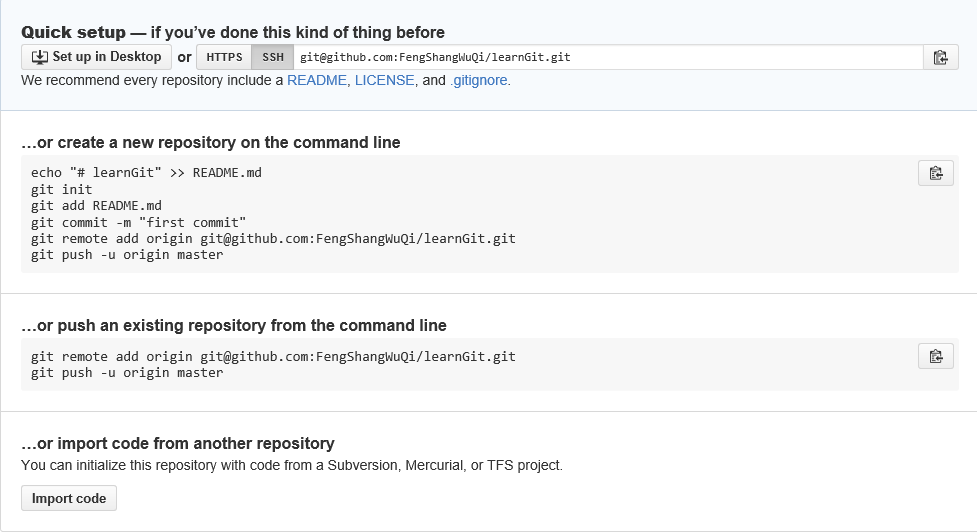 Quick setup — if you've done this kind of thing before
Set up in Desktop or HTTPS SSH git@github.com:FengShangWuQi/learnGit.git
We recommend every repository include a README, LICENSE, and .gitignore.
…or create a new repository on the command line
echo "# learnGit" >> README.md
git init
git add README.md
git commit -m "first commit"
git remote add origin git@github.com:FengShangWuQi/learnGit.git
git push -u origin master
…or push an existing repository from the command line
git remote add origin git@github.com:FengShangWuQi/learnGit.git
git push -u origin master
…or import code from another repository
You can initialize this repository with code from a Subversion, Mercurial, or TFS project.
Import code